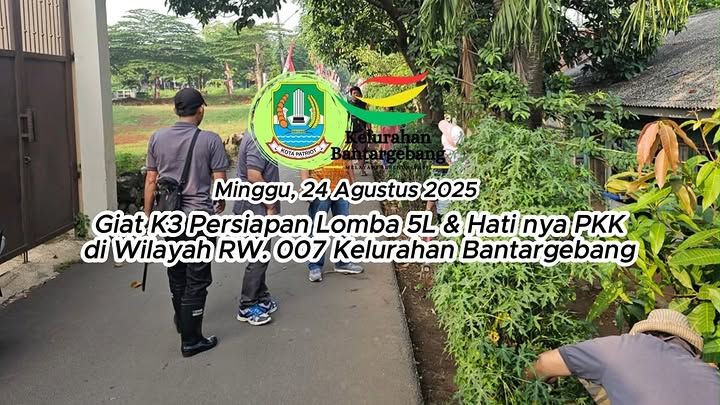 KOTA PATRIOT
Kelurahan
Bantargebang
Minggu, 24 Agustus 2025
Giat K3 Persiapan Lomba 5L & Hati nya PKK
di Wilayah RW. 007 Kelurahan Bantargebang